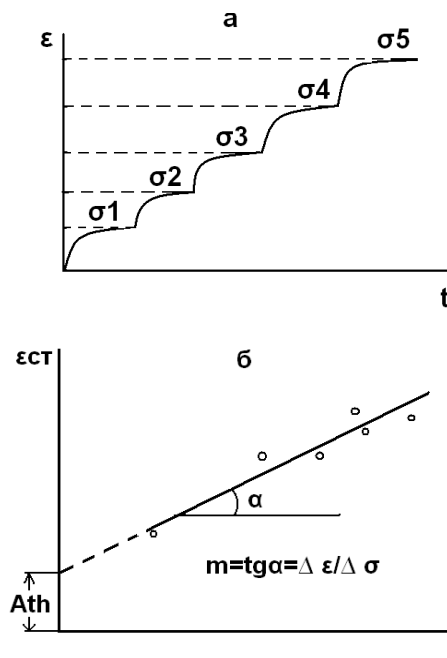 а
ε
σ5
σ4
σ3
σ2
σ1
t
εст
б
α
m=tgα=Δ ε/Δ σ
Ath